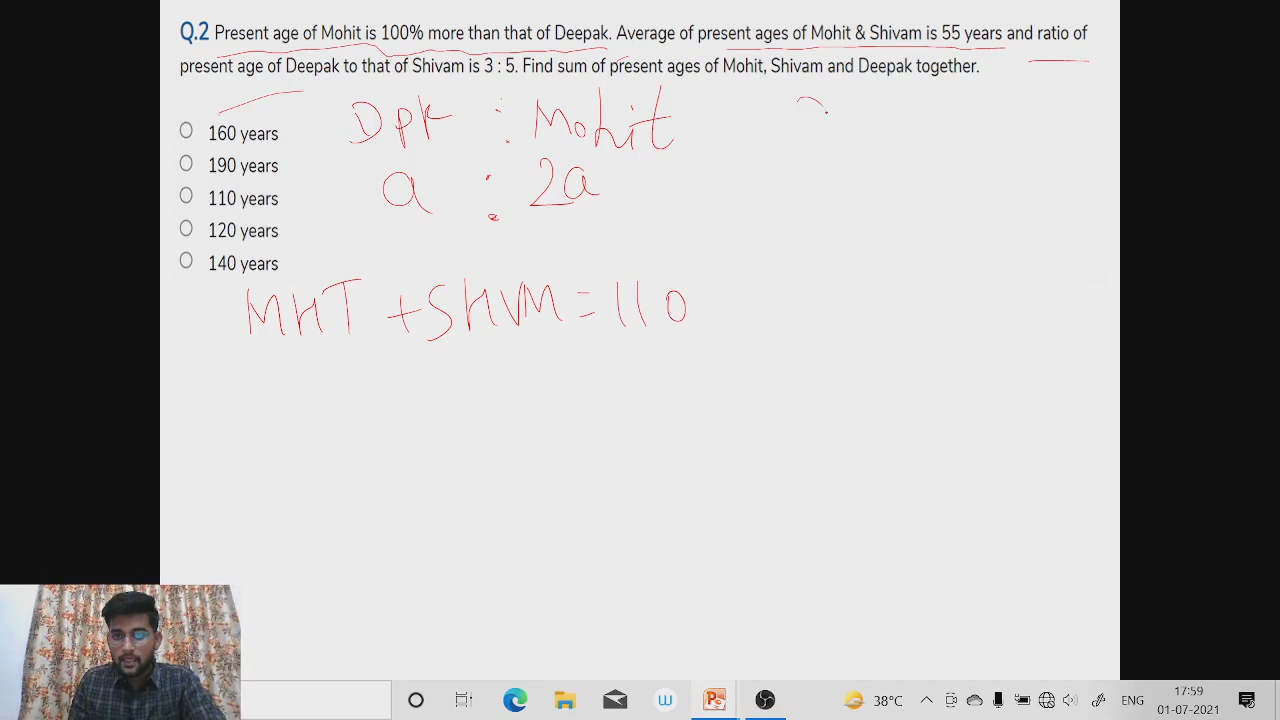 Q.2 Present age of Mohit is 100% more than that of Deepak. Average of present ages of Mohit & Shivam is 55 years and ratio of
present age of Deepak to that of Shivam is 3 : 5. Find sum of present ages of Mohit, Shivam and Deepak together.
160 years
190 years
110 years
120 years
140 years
Dpk : Mohit
a : 2a
MHT + SHVM = 110
38°C ENG 17:59
01-07-2021